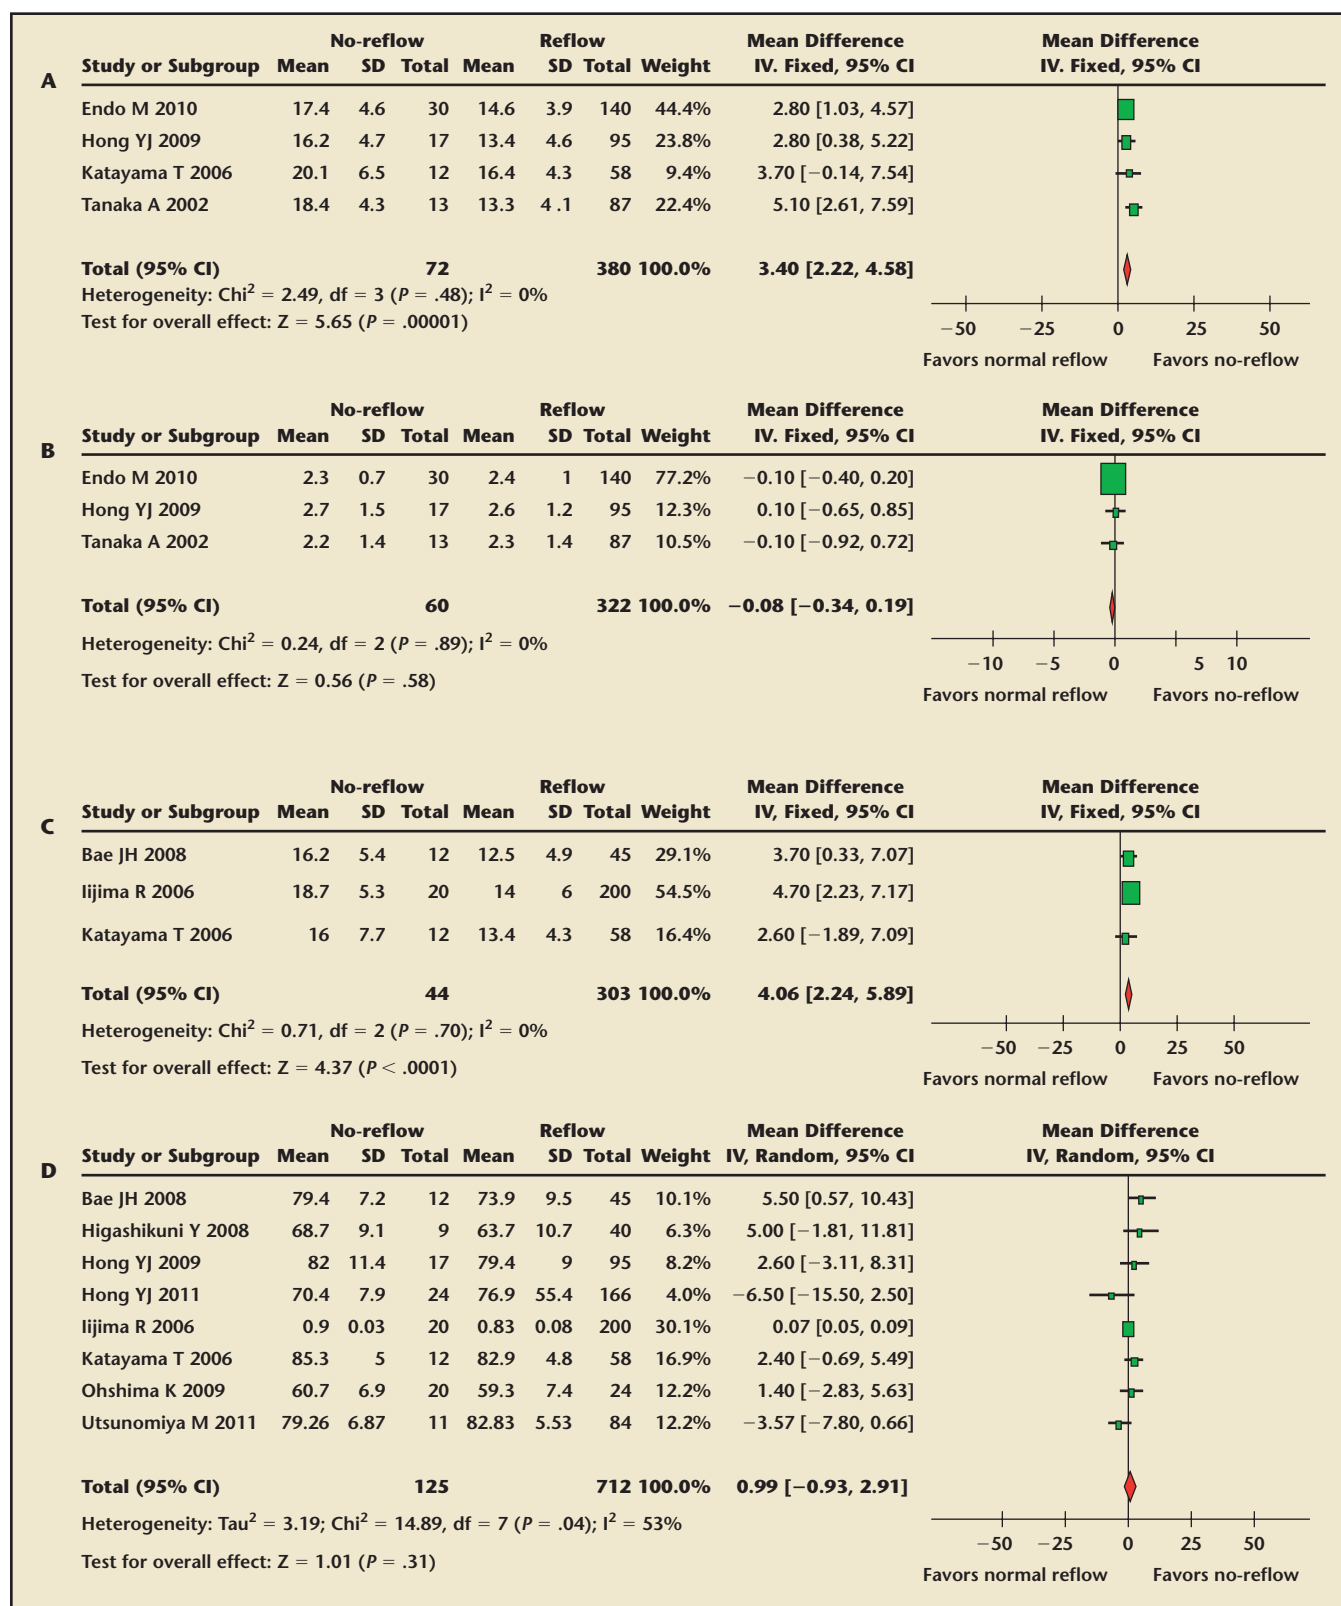 No-reflow Reflow Mean Difference Mean Difference
A Study or Subgroup Mean SD Total Mean SD Total Weight IV. Fixed, 95% CI IV. Fixed, 95% CI
Endo M 2010 17.4 4.6 30 14.6 3.9 140 44.4% 2.80 [1.03, 4.57]
Hong YJ 2009 16.2 4.7 17 13.4 4.6 95 23.8% 2.80 [0.38, 5.22]
Katayama T 2006 20.1 6.5 12 16.4 4.3 58 9.4% 3.70 [−0.14, 7.54]
Tanaka A 2002 18.4 4.3 13 13.3 4 .1 87 22.4% 5.10 [2.61, 7.59]
Total (95% CI) 72 380 100.0% 3.40 [2.22, 4.58]
Heterogeneity: Chi² = 2.49, df = 3 (P = .48); I² = 0%
Test for overall effect: Z = 5.65 (P = .00001)
−50 −25 0 25 50
Favors normal reflow Favors no-reflow
No-reflow Reflow Mean Difference Mean Difference
B Study or Subgroup Mean SD Total Mean SD Total Weight IV. Fixed, 95% CI IV. Fixed, 95% CI
Endo M 2010 2.3 0.7 30 2.4 1 140 77.2% −0.10 [−0.40, 0.20]
Hong YJ 2009 2.7 1.5 17 2.6 1.2 95 12.3% 0.10 [−0.65, 0.85]
Tanaka A 2002 2.2 1.4 13 2.3 1.4 87 10.5% −0.10 [−0.92, 0.72]
Total (95% CI) 60 322 100.0% −0.08 [−0.34, 0.19]
Heterogeneity: Chi² = 0.24, df = 2 (P = .89); I² = 0%
Test for overall effect: Z = 0.56 (P = .58)
−10 −5 0 5 10
Favors normal reflow Favors no-reflow
No-reflow Reflow Mean Difference Mean Difference
C Study or Subgroup Mean SD Total Mean SD Total Weight IV, Fixed, 95% CI IV, Fixed, 95% CI
Bae JH 2008 16.2 5.4 12 12.5 4.9 45 29.1% 3.70 [0.33, 7.07]
Iijima R 2006 18.7 5.3 20 14 6 200 54.5% 4.70 [2.23, 7.17]
Katayama T 2006 16 7.7 12 13.4 4.3 58 16.4% 2.60 [−1.89, 7.09]
Total (95% CI) 44 303 100.0% 4.06 [2.24, 5.89]
Heterogeneity: Chi² = 0.71, df = 2 (P = .70); I² = 0%
Test for overall effect: Z = 4.37 (P < .0001)
−50 −25 0 25 50
Favors normal reflow Favors no-reflow
No-reflow Reflow Mean Difference Mean Difference
D Study or Subgroup Mean SD Total Mean SD Total Weight IV, Random, 95% CI IV, Random, 95% CI
Bae JH 2008 79.4 7.2 12 73.9 9.5 45 10.1% 5.50 [0.57, 10.43]
Higashikuni Y 2008 68.7 9.1 9 63.7 10.7 40 6.3% 5.00 [−1.81, 11.81]
Hong YJ 2009 82 11.4 17 79.4 9 95 8.2% 2.60 [−3.11, 8.31]
Hong YJ 2011 70.4 7.9 24 76.9 55.4 166 4.0% −6.50 [−15.50, 2.50]
Iijima R 2006 0.9 0.03 20 0.83 0.08 200 30.1% 0.07 [0.05, 0.09]
Katayama T 2006 85.3 5 12 82.9 4.8 58 16.9% 2.40 [−0.69, 5.49]
Ohshima K 2009 60.7 6.9 20 59.3 7.4 24 12.2% 1.40 [−2.83, 5.63]
Utsunomiya M 2011 79.26 6.87 11 82.83 5.53 84 12.2% −3.57 [−7.80, 0.66]
Total (95% CI) 125 712 100.0% 0.99 [−0.93, 2.91]
Heterogeneity: Tau² = 3.19; Chi² = 14.89, df = 7 (P = .04); I² = 53%
Test for overall effect: Z = 1.01 (P = .31)
−50 −25 0 25 50
Favors normal reflow Favors no-reflow